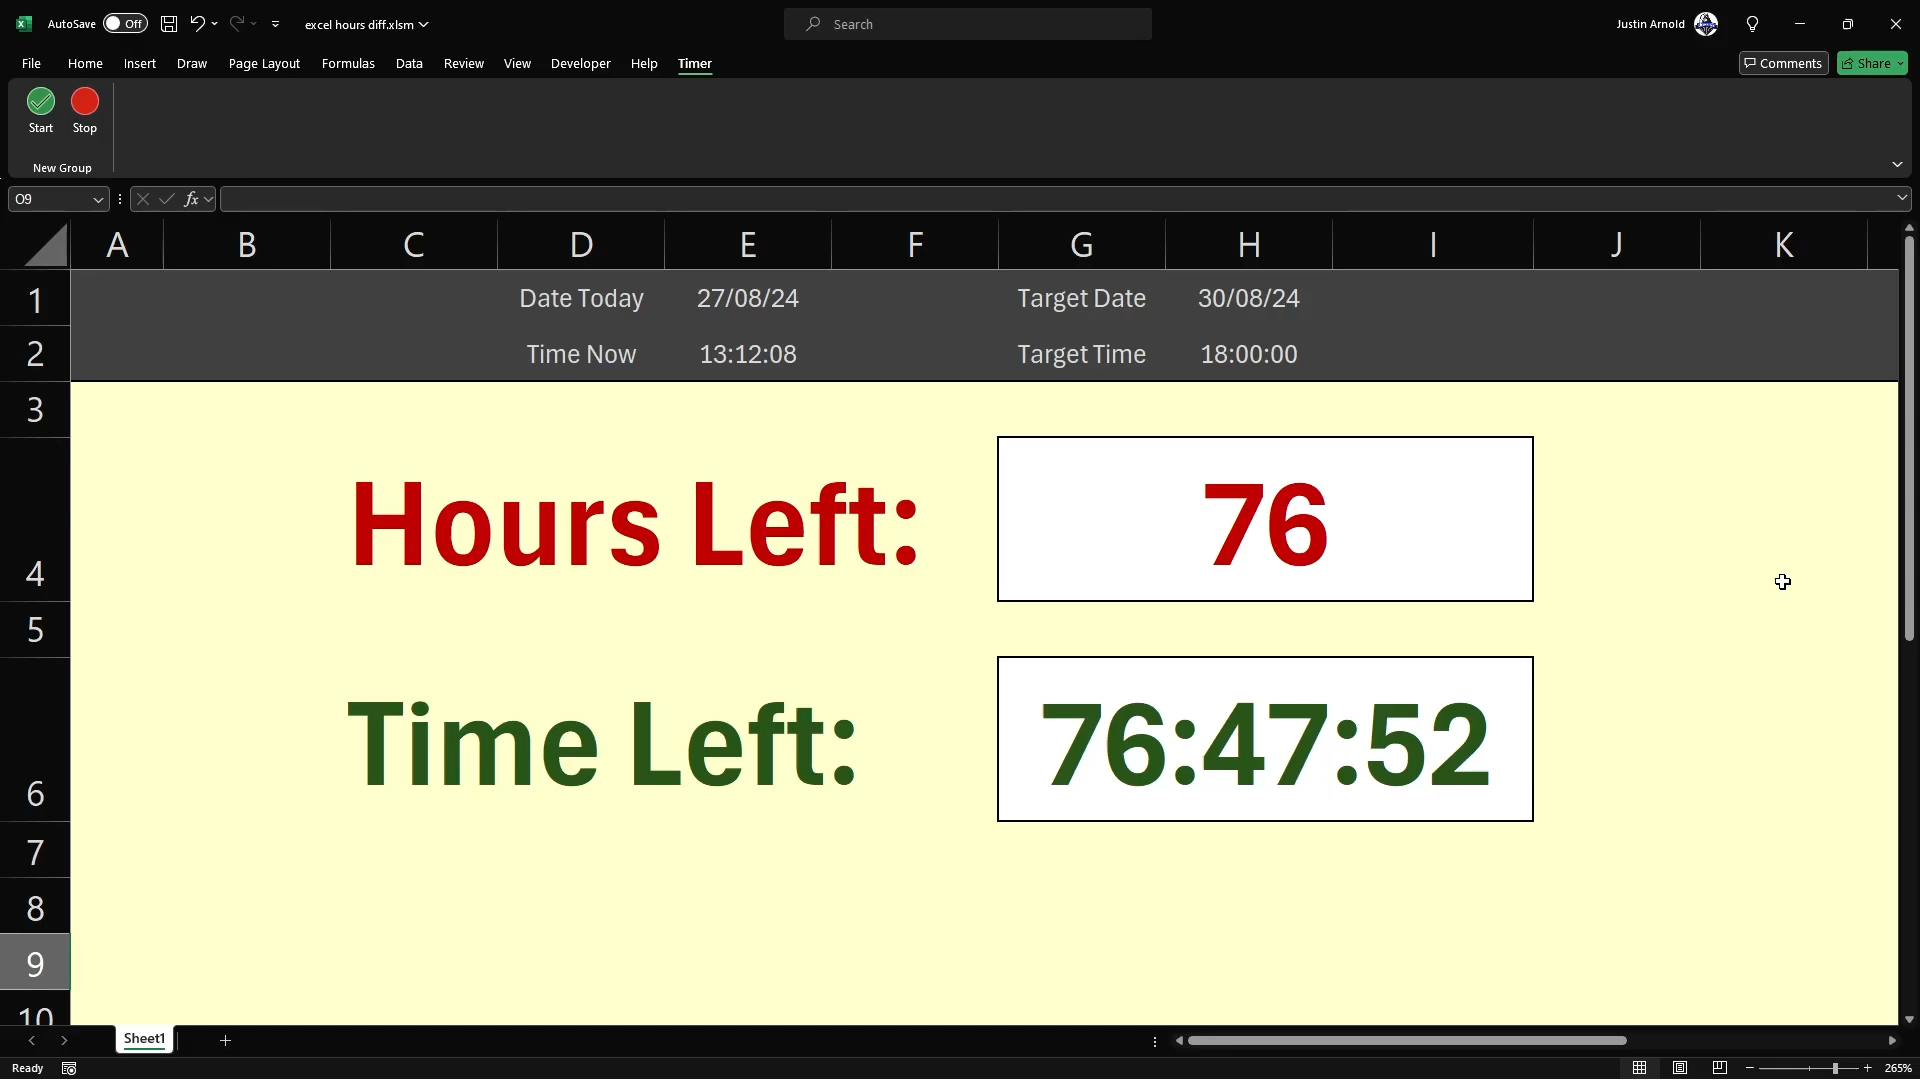 AutoSave Off excel hours diff.xlsm Search Justin Arnold
File Home Insert Draw Page Layout Formulas Data Review View Developer Help Timer Comments Share
Start Stop
New Group
O9 fx
A B C D E F G H I J K
1 Date Today 27/08/24 Target Date 30/08/24
2 Time Now 13:12:08 Target Time 18:00:00
3
4 Hours Left: 76
5
6 Time Left: 76:47:52
7
8
9
10
Sheet1
Ready 265%